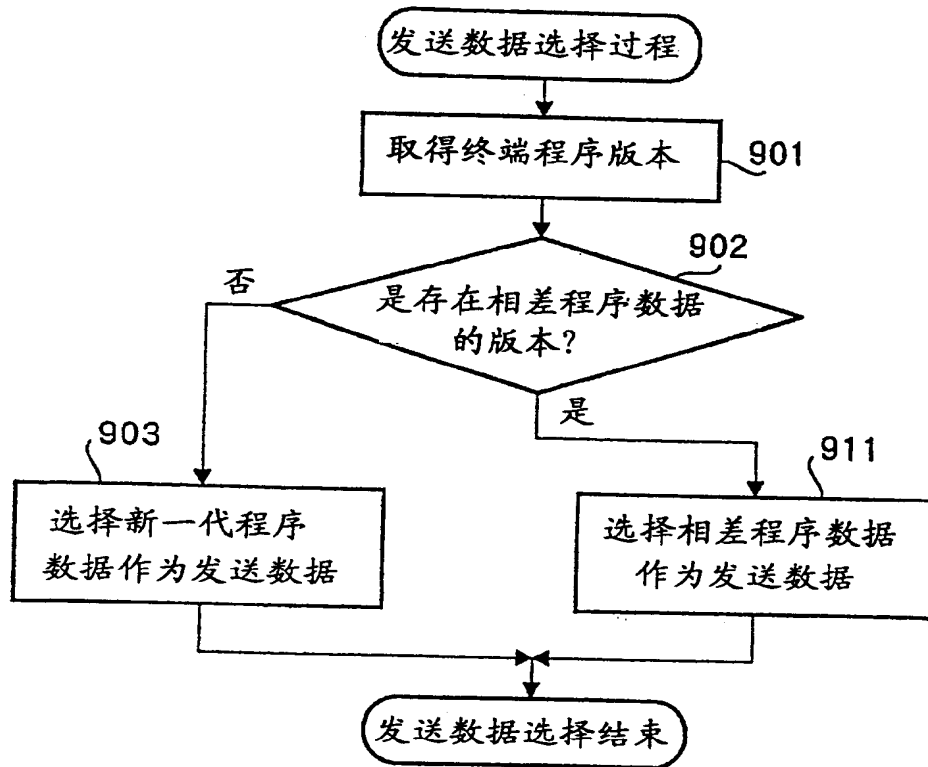 发送数据选择过程
取得终端程序版本
901
902
否
是存在相差程序数据
的版本?
是
903
911
选择新一代程序
数据作为发送数据
选择相差程序数据
作为发送数据
发送数据选择结束